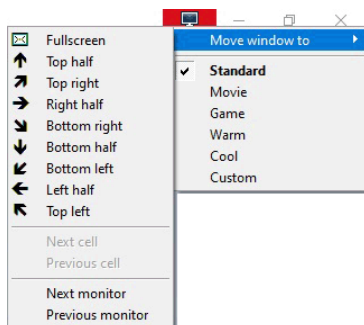 Move window to
Standard
Movie
Game
Warm
Cool
Custom
Fullscreen
Top half
Top right
Right half
Bottom right
Bottom half
Bottom left
Left half
Top left
Next cell
Previous cell
Next monitor
Previous monitor